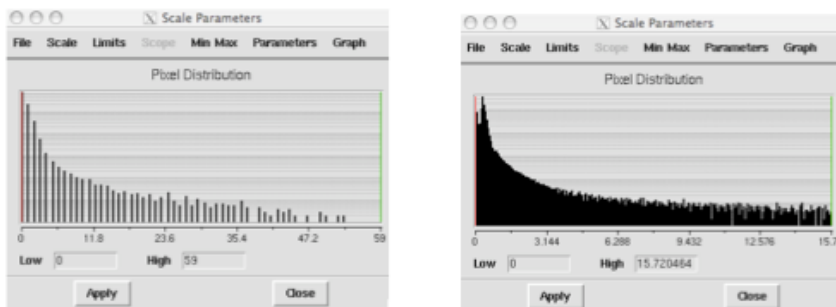 Scale Parameters
File Scale Limits Scope Min Max Parameters Graph
Pixel Distribution
0 11.8 23.6 35.4 47.2 59
Low 0 High 59
Apply Close
Scale Parameters
File Scale Limits Scope Min Max Parameters Graph
Pixel Distribution
0 3.144 6.288 9.432 12.576 15.7
Low 0 High 15.720464
Apply Close